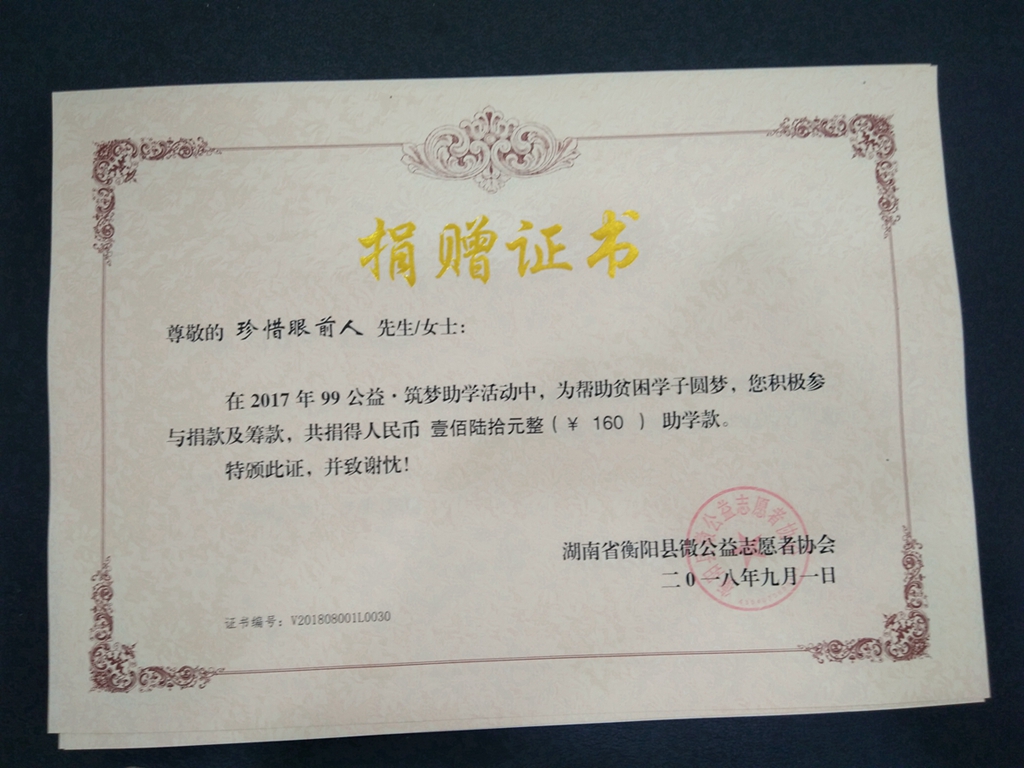 捐赠证书
尊敬的 珍惜眼前人 先生/女士：
在 2017 年 99 公益·筑梦助学活动中，为帮助贫困学子圆梦，您积极参
与捐款及筹款，共捐得人民币 壹佰陆拾元整（￥ 160 ） 助学款。
特颁此证，并致谢忱！
湖南省衡阳县微公益志愿者协会
二〇一八年九月一日
证书编号：V201808001L0030